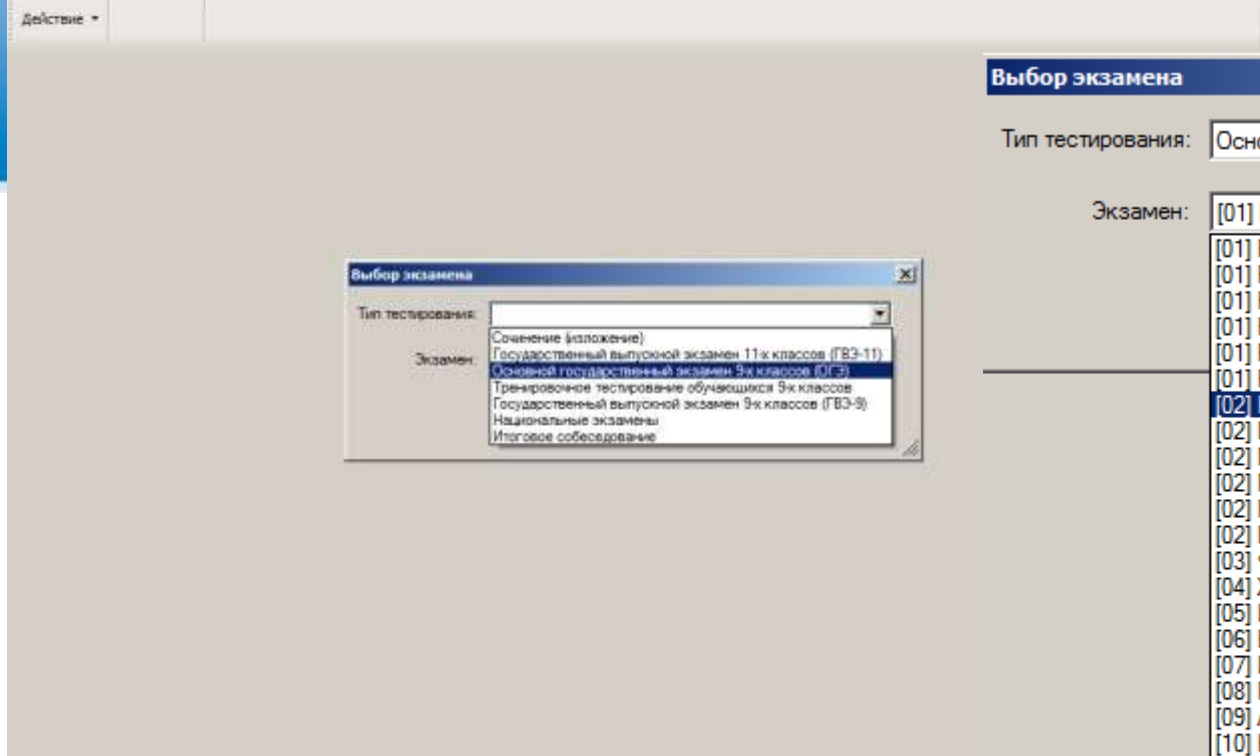 Действие
Выбор экзамена
Тип тестирования:
Сочинение (изложение)
Государственный выпускной экзамен 11-х классов (ГВЭ-11)
Экзамен:
Основной государственный экзамен 9-х классов (ОГЭ)
Тренировочное тестирование обучающихся 9-х классов
Государственный выпускной экзамен 9-х классов (ГВЭ-9)
Национальные экзамены
Итоговое собеседование
Выбор экзамена
Тип тестирования:
Экзамен: [01]
[01]
[01]
[01]
[01]
[01]
[01]
[02]
[02]
[02]
[02]
[02]
[02]
[03]
[04]
[05]
[06]
[07]
[08]
[09]
[10]